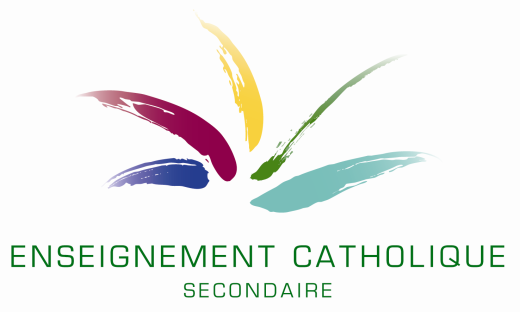 ENSEIGNEMENT CATHOLIQUE
SECONDAIRE